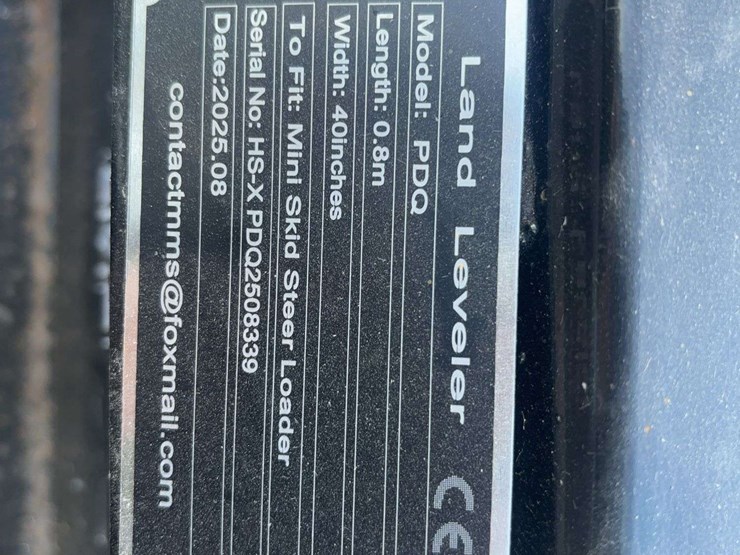 Land Leveler
CE
Model: PDQ
Length: 0.8m
Width: 40inches
To Fit: Mini Skid Steer Loader
Serial No: HS-X PDQ2508339
Date:2025.08
contactmms@foxmail.com